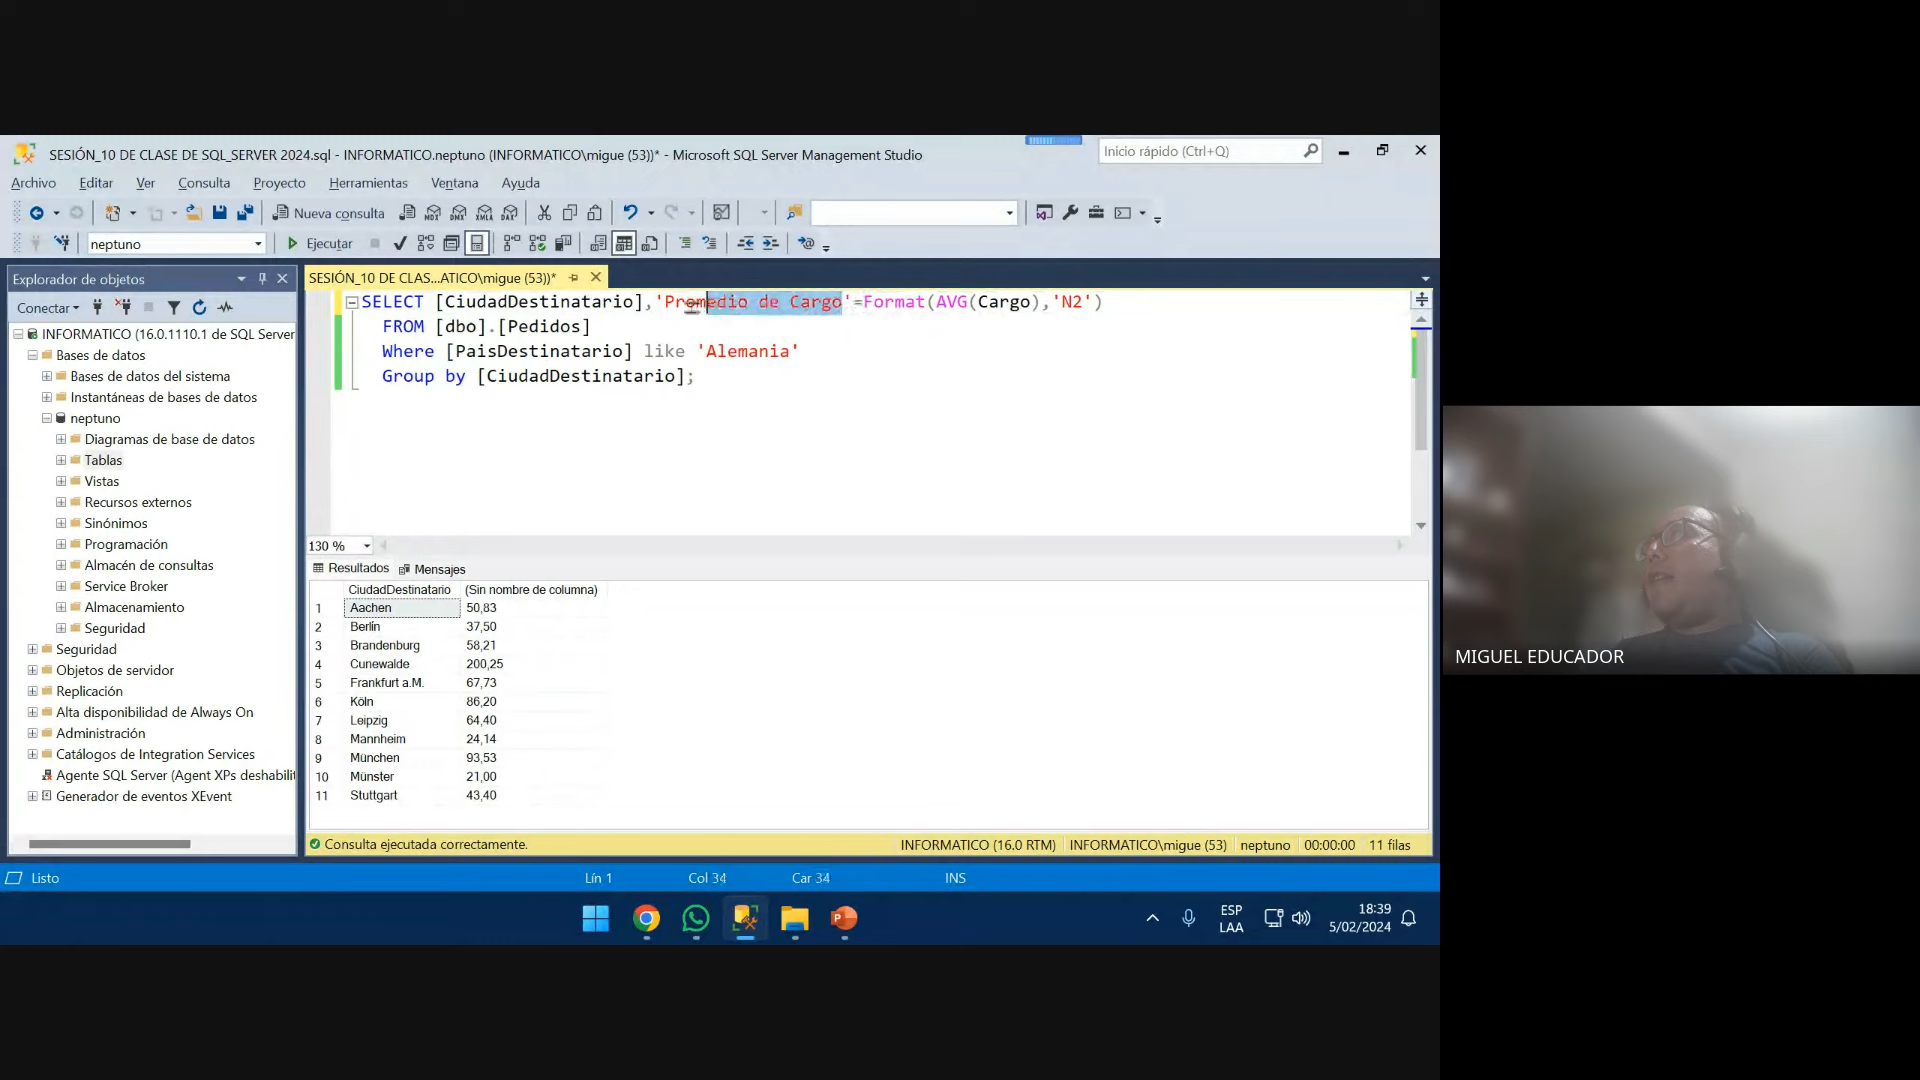 SESIÓN_10 DE CLASE DE SQL_SERVER 2024.sql - INFORMATICO.neptuno (INFORMATICO\migue (53))* - Microsoft SQL Server Management Studio
Inicio rápido (Ctrl+Q)
Archivo Editar Ver Consulta Proyecto Herramientas Ventana Ayuda
Nueva consulta MDX DMX XMLA DAX
neptuno Ejecutar
Explorador de objetos
Conectar
INFORMATICO (16.0.1110.1 de SQL Server
Bases de datos
Bases de datos del sistema
Instantáneas de bases de datos
neptuno
Diagramas de base de datos
Tablas
Vistas
Recursos externos
Sinónimos
Programación
Almacén de consultas
Service Broker
Almacenamiento
Seguridad
Seguridad
Objetos de servidor
Replicación
Alta disponibilidad de Always On
Administración
Catálogos de Integration Services
Agente SQL Server (Agent XPs deshabilit
Generador de eventos XEvent
SESIÓN_10 DE CLAS...ATICO\migue (53))*
SELECT [CiudadDestinatario],'Promedio de Cargo'=Format(AVG(Cargo),'N2')
FROM [dbo].[Pedidos]
Where [PaisDestinatario] like 'Alemania'
Group by [CiudadDestinatario];
130 %
Resultados Mensajes
CiudadDestinatario (Sin nombre de columna)
1 Aachen 50,83
2 Berlín 37,50
3 Brandenburg 58,21
4 Cunewalde 200,25
5 Frankfurt a.M. 67,73
6 Köln 86,20
7 Leipzig 64,40
8 Mannheim 24,14
9 München 93,53
10 Münster 21,00
11 Stuttgart 43,40
Consulta ejecutada correctamente. INFORMATICO (16.0 RTM) INFORMATICO\migue (53) neptuno 00:00:00 11 filas
Listo Lín 1 Col 34 Car 34 INS
ESP
LAA
18:39
5/02/2024
MIGUEL EDUCADOR